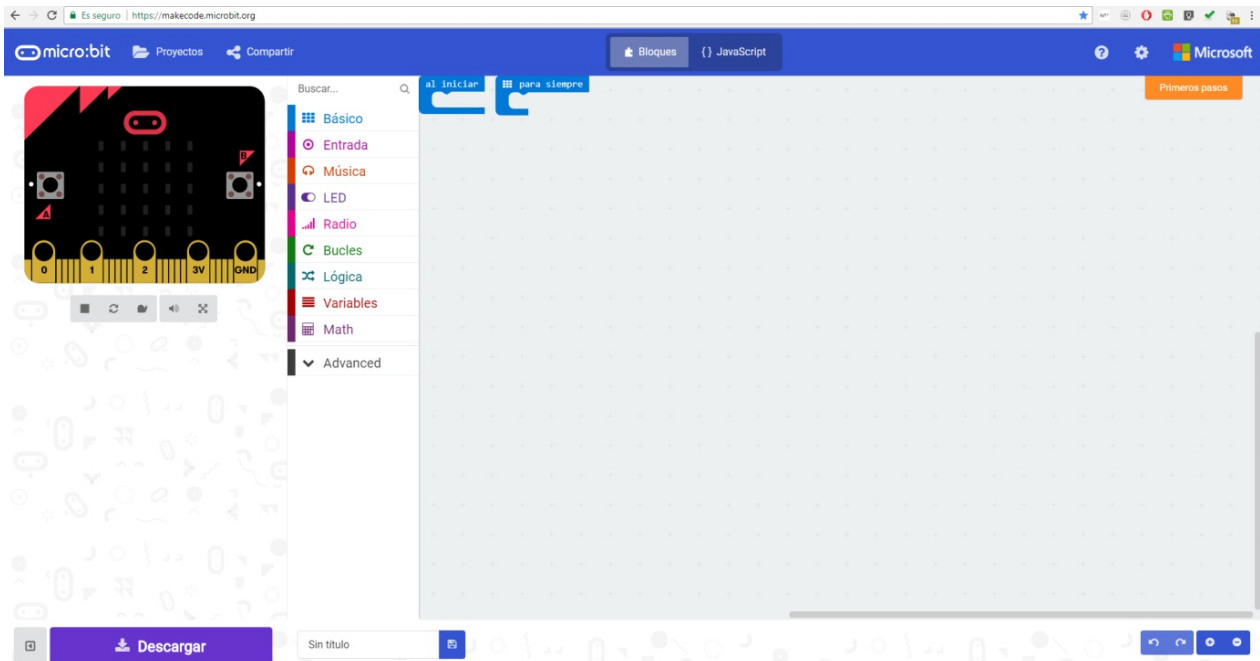 Es seguro | https://makecode.microbit.org
micro:bit Proyectos Compartir Bloques {} JavaScript Microsoft
Buscar...
Básico
Entrada
Música
LED
Radio
Bucles
Lógica
Variables
Math
Advanced
al iniciar
para siempre
Primeros pasos
B
A
0 1 2 3V GND
Descargar
Sin título